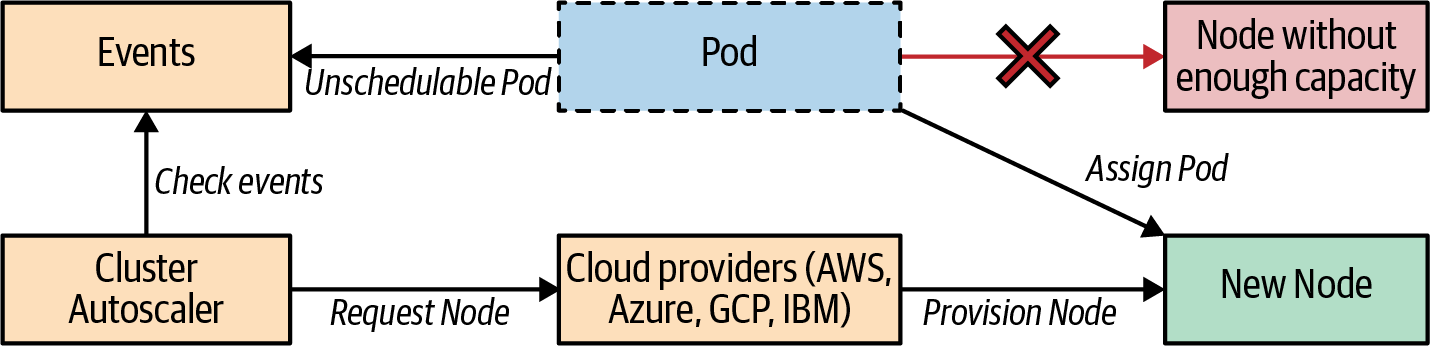 Events
Unschedulable Pod
Pod
Node without
enough capacity
Check events
Assign Pod
Cluster
Autoscaler
Request Node
Cloud providers (AWS,
Azure, GCP, IBM)
Provision Node
New Node